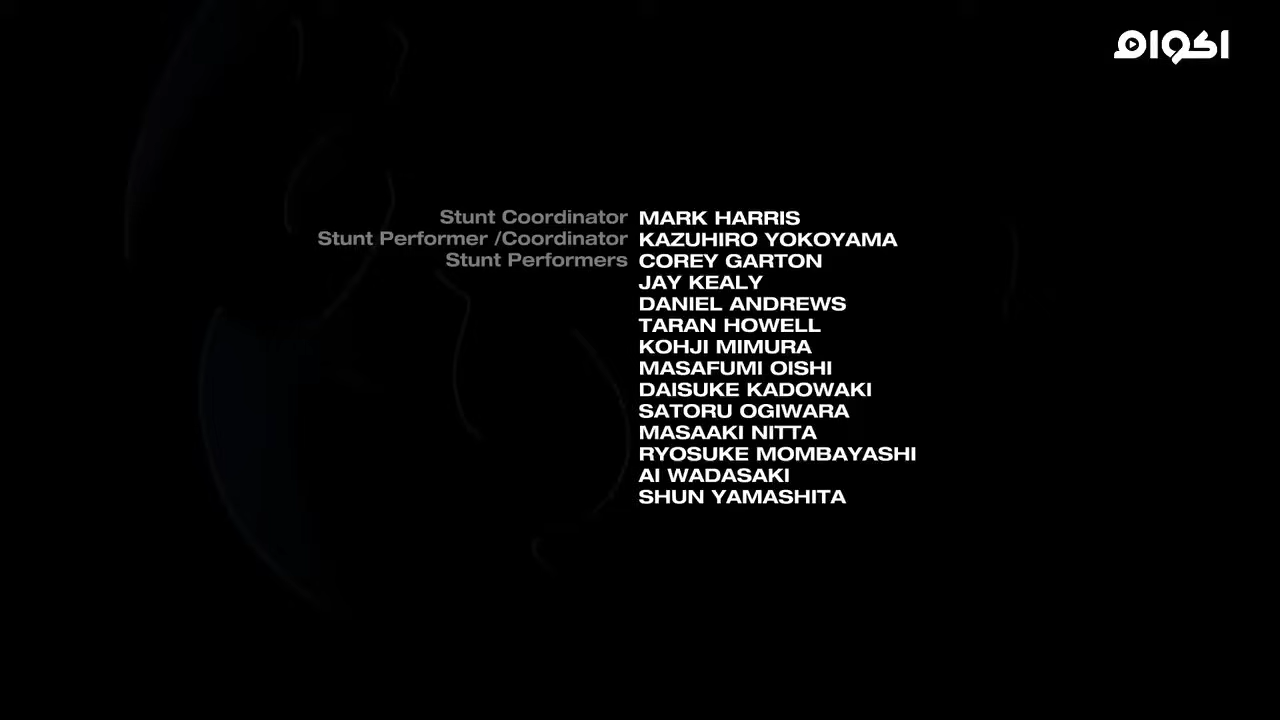 اكوام
Stunt Coordinator MARK HARRIS
Stunt Performer /Coordinator KAZUHIRO YOKOYAMA
Stunt Performers COREY GARTON
JAY KEALY
DANIEL ANDREWS
TARAN HOWELL
KOHJI MIMURA
MASAFUMI OISHI
DAISUKE KADOWAKI
SATORU OGIWARA
MASAAKI NITTA
RYOSUKE MOMBAYASHI
AI WADASAKI
SHUN YAMASHITA